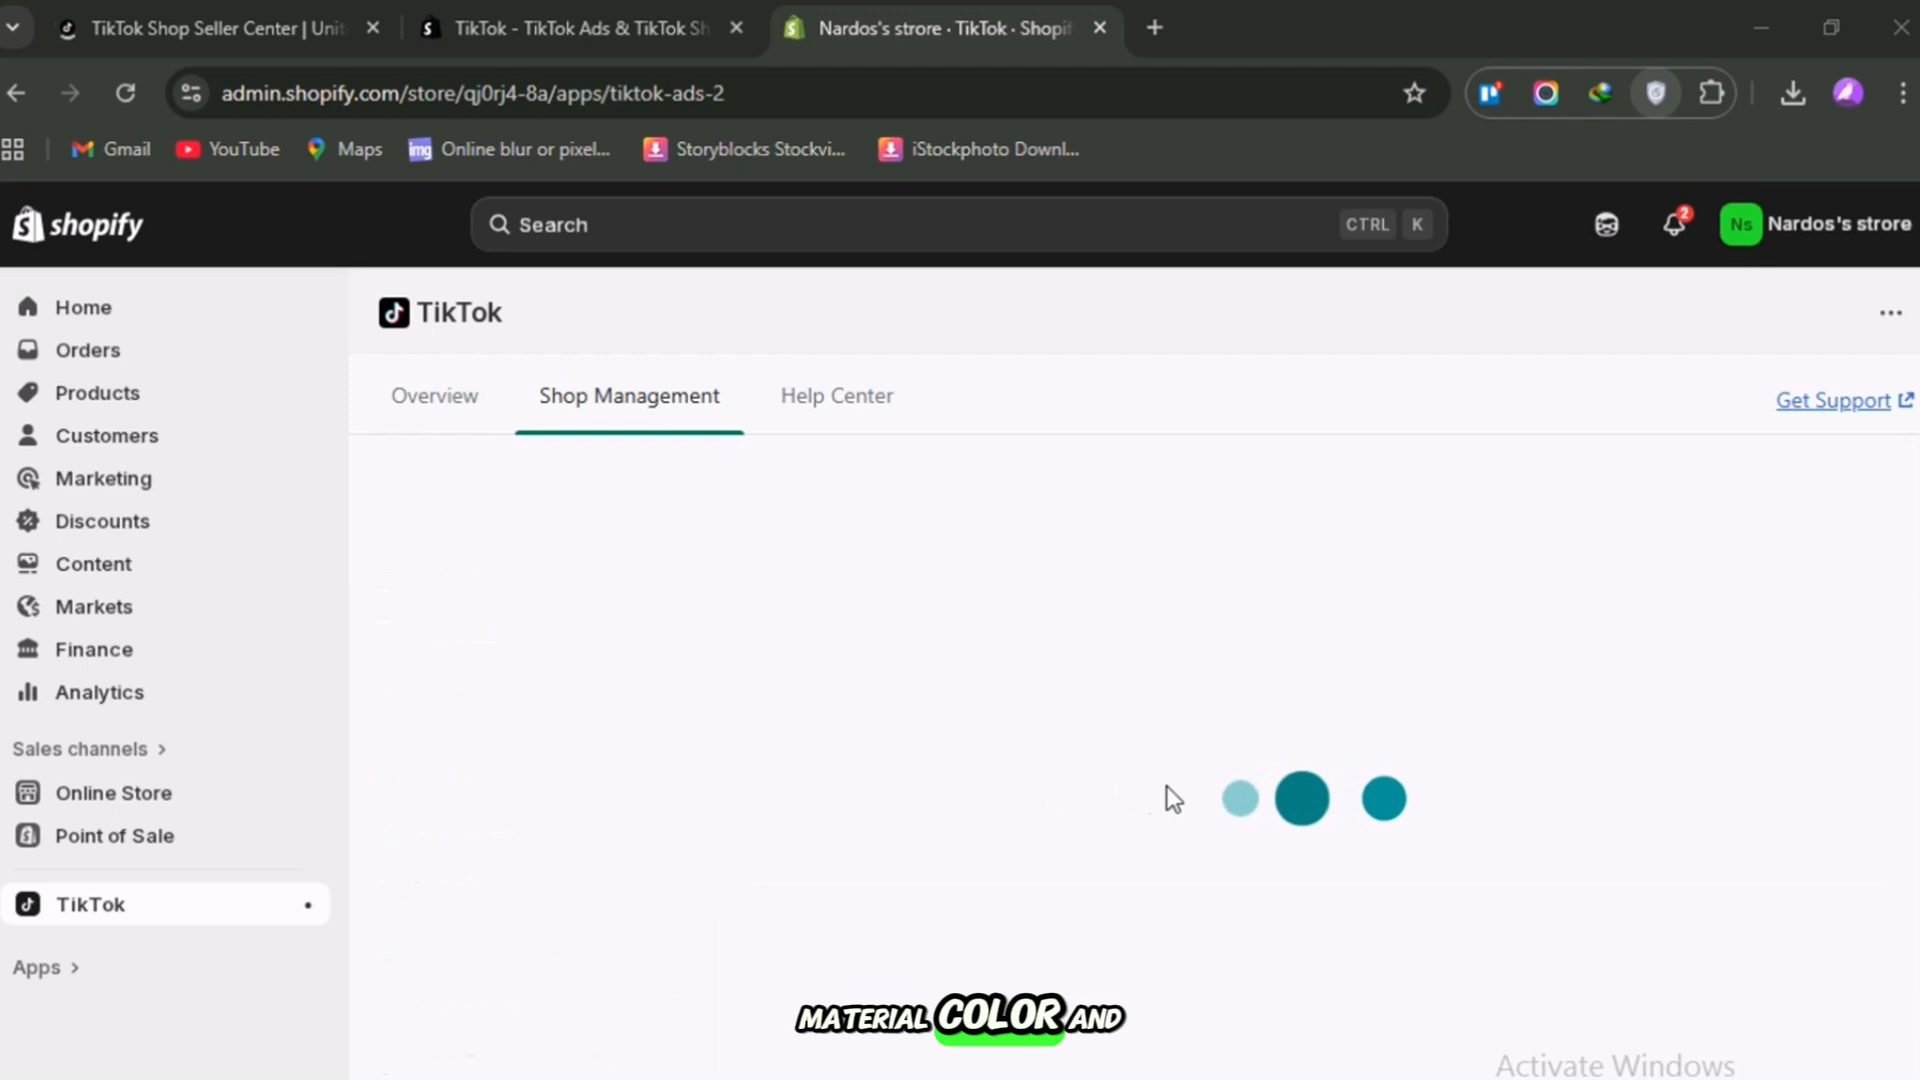 TikTok Shop Seller Center | Unit
TikTok - TikTok Ads & TikTok Sh
Nardos's strore · TikTok · Shopif
admin.shopify.com/store/qj0rj4-8a/apps/tiktok-ads-2
Gmail
YouTube
Maps
img
Online blur or pixel...
Storyblocks Stockvi...
iStockphoto Downl...
shopify
Search
CTRL K
2
Ns
Nardos's strore
Home
Orders
Products
Customers
Marketing
Discounts
Content
Markets
Finance
Analytics
Sales channels
Online Store
Point of Sale
TikTok
Apps
TikTok
Overview
Shop Management
Help Center
Get Support
MATERIAL COLOR AND
Activate Windows